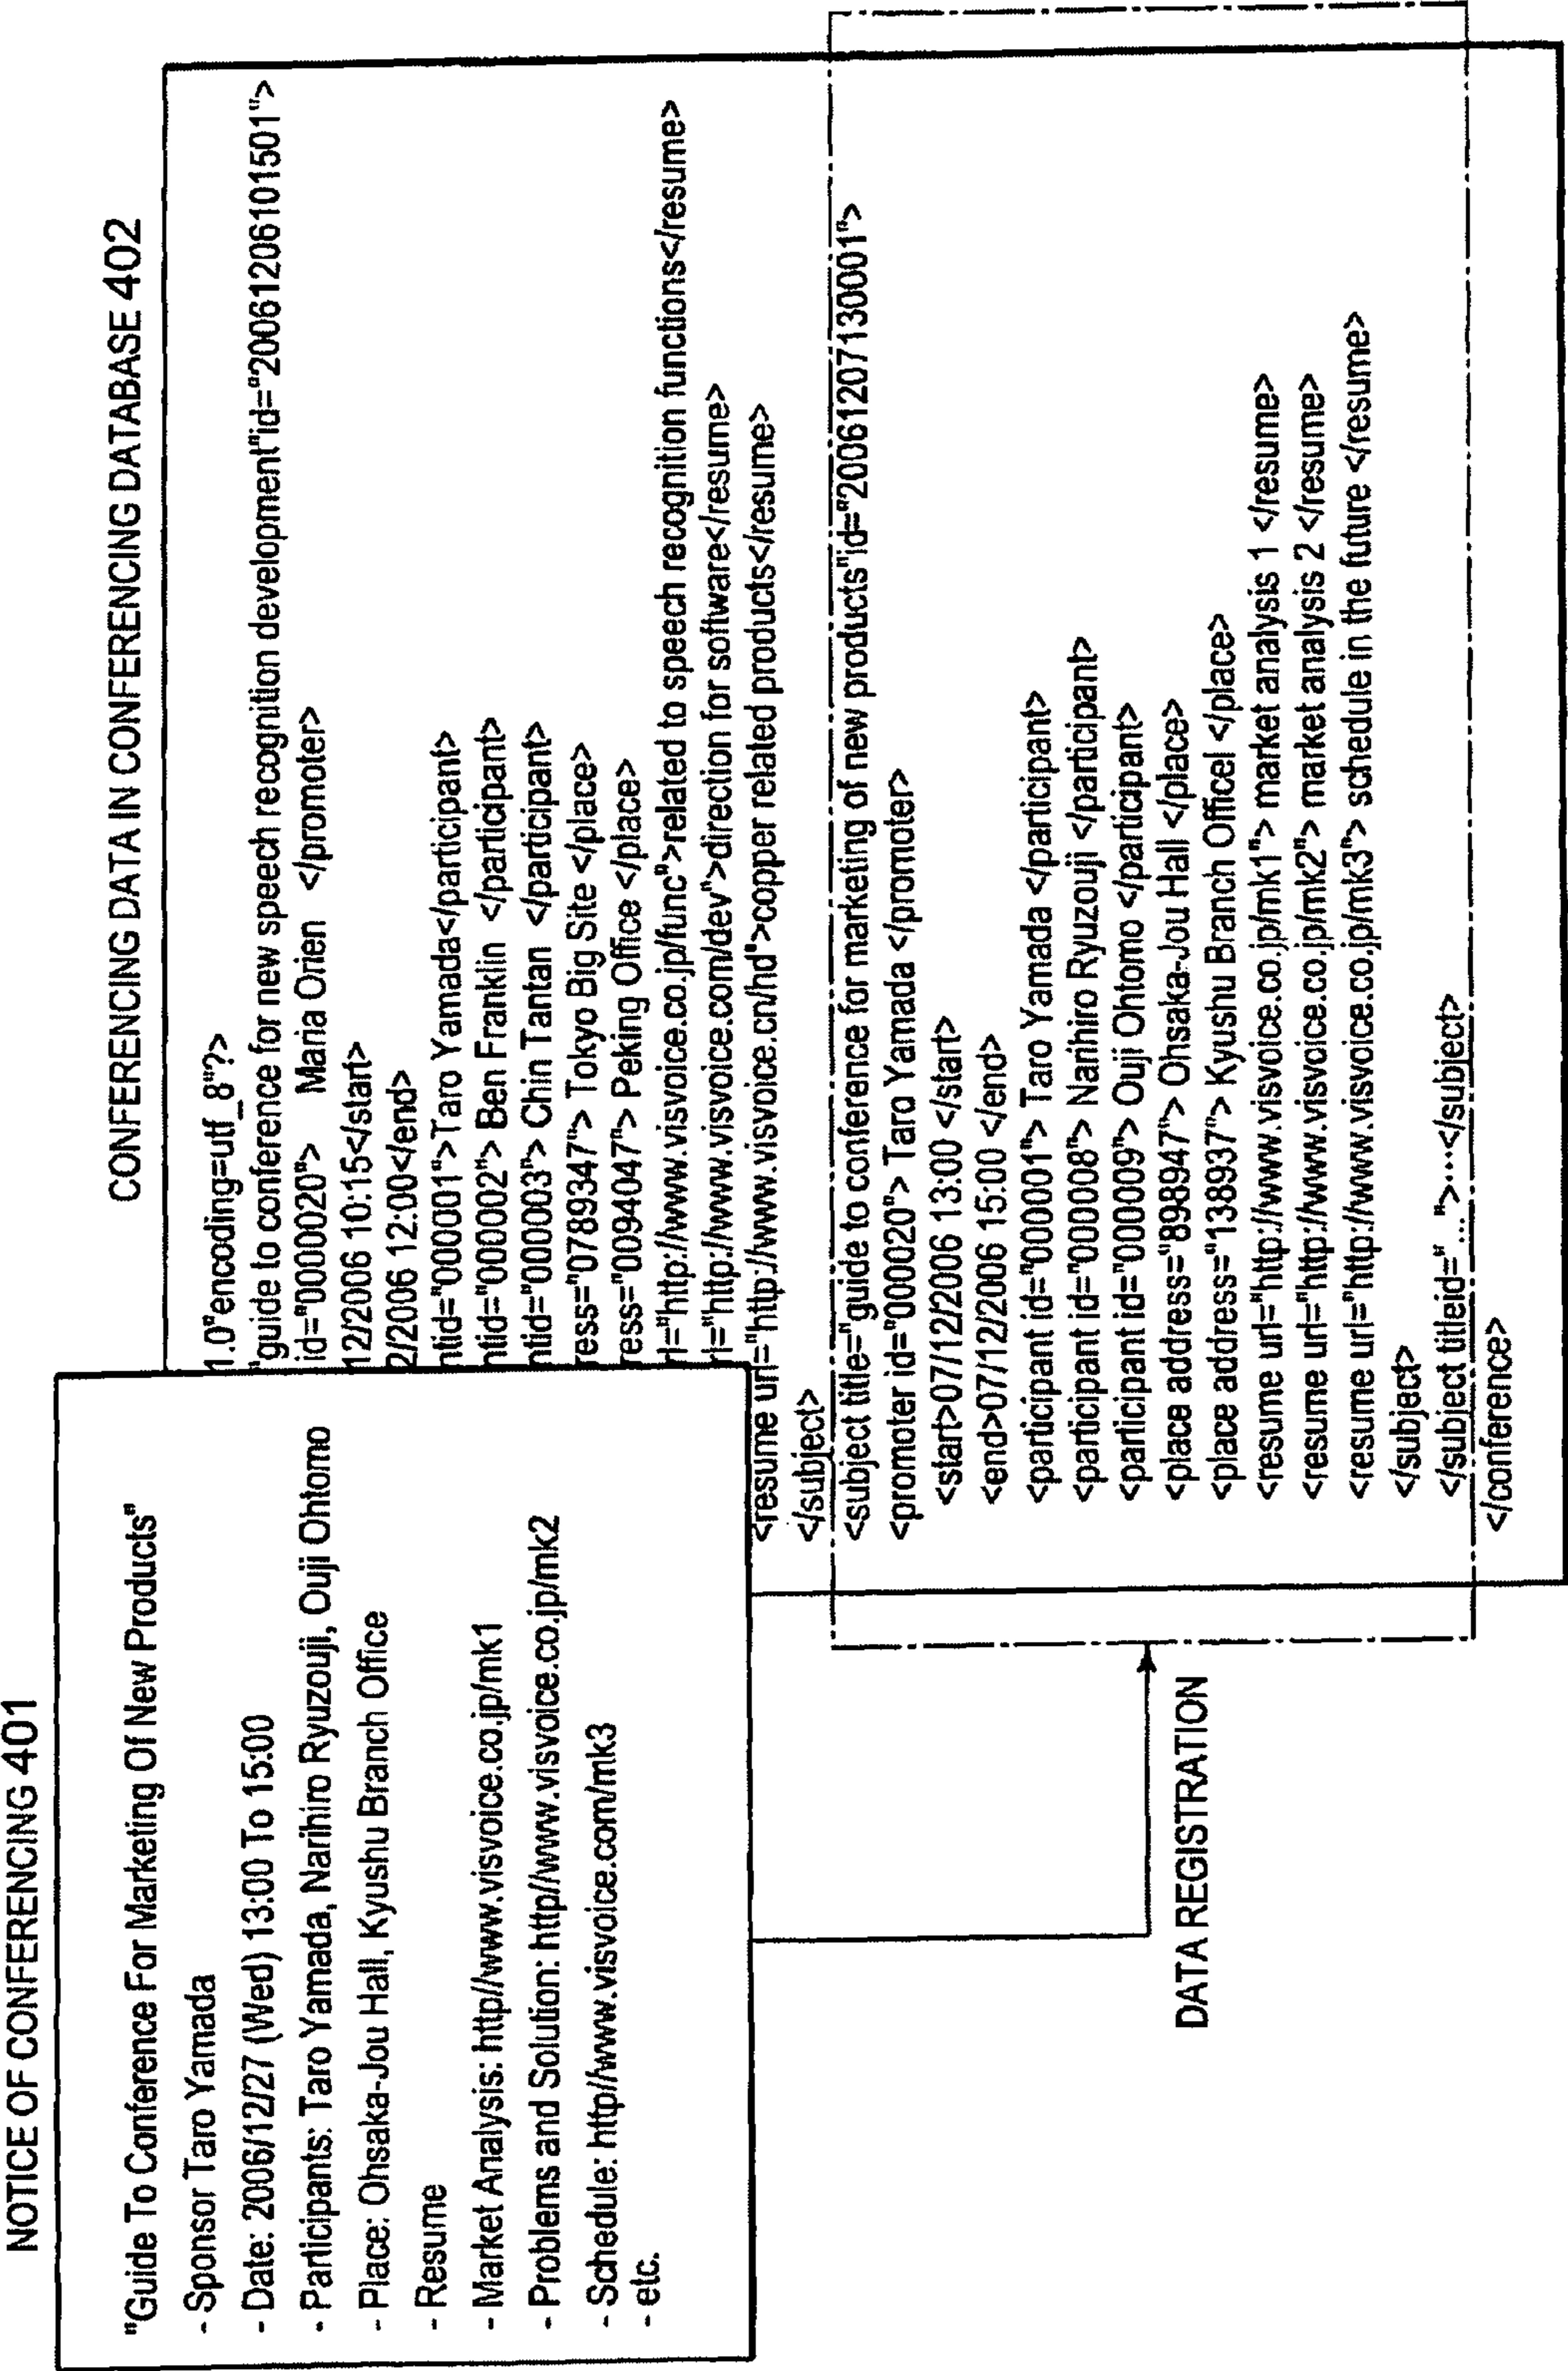 NOTICE OF CONFERENCING 401
"Guide To Conference For Marketing Of New Products"
- Sponsor Taro Yamada
- Date: 2006/12/27 (Wed) 13:00 To 15:00
- Participants: Taro Yamada, Narihiro Ryuzouji, Ouji Ohtomo
- Place: Ohsaka-Jou Hall, Kyushu Branch Office
- Resume
- Market Analysis: http//www.visvoice.co.jp/mk1
- Problems and Solution: http//www.visvoice.co.jp/mk2
- Schedule: http//www.visvoice.com/mk3
- etc.
CONFERENCING DATA IN CONFERENCING DATABASE 402
1.0"encoding=utf_8"?>
"guide to conference for new speech recognition development"id="20061206101501">
id="000020"> Maria Orien </promoter>
12/2006 10:15</start>
2/2006 12:00</end>
ntid="000001">Taro Yamada</participant>
ntid="000002"> Ben Franklin </participant>
ntid="000003"> Chin Tantan </participant>
ress="0789347"> Tokyo Big Site </place>
ress="0094047"> Peking Office </place>
rl="http://www.visvoice.co.jp/func">related to speech recognition functions</resume>
rl="http://www.visvoice.com/dev">direction for software</resume>
<resume url="http://www.visvoice.cn/hd">copper related products</resume>
</subject>
<subject title="guide to conference for marketing of new products"id="20061207130001">
<promoter id="000020"> Taro Yamada </promoter>
<start>07/12/2006 13:00 </start>
<end>07/12/2006 15:00 </end>
<participant id="000001"> Taro Yamada </participant>
<participant id="000008"> Narihiro Ryuzouji </participant>
<participant id="000009"> Ouji Ohtomo </participant>
<place address="898947"> Ohsaka-Jou Hall </place>
<place address="138937"> Kyushu Branch Officel </place>
<resume url="http://www.visvoice.co.jp/mk1"> market analysis 1 </resume>
<resume url="http://www.visvoice.co.jp/mk2"> market analysis 2 </resume>
<resume url="http://www.visvoice.co.jp/mk3"> schedule in the future </resume>
</subject>
</subject titleid="...">···</subject>
</conference>
DATA REGISTRATION